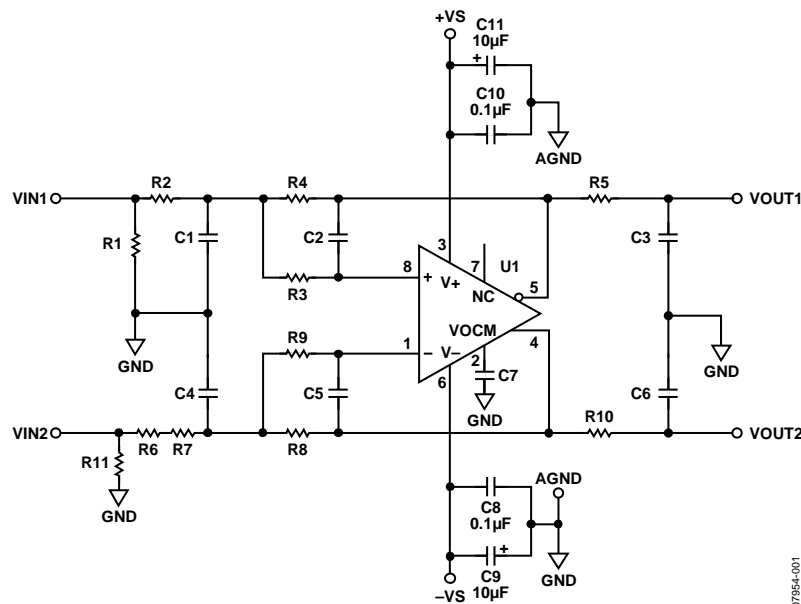 +VS
C11
10µF
+
C10
0.1µF
AGND
VIN1
R2
R4
R5
VOUT1
R1
C1
C2
C3
3
7
U1
R3
8
+
V+
NC
5
GND
R9
1
–
V–
VOCM
4
2
C7
GND
6
GND
C4
C5
C6
R10
VIN2
R6
R7
R8
VOUT2
R11
GND
AGND
C8
0.1µF
+
C9
10µF
GND
–VS
07954-001